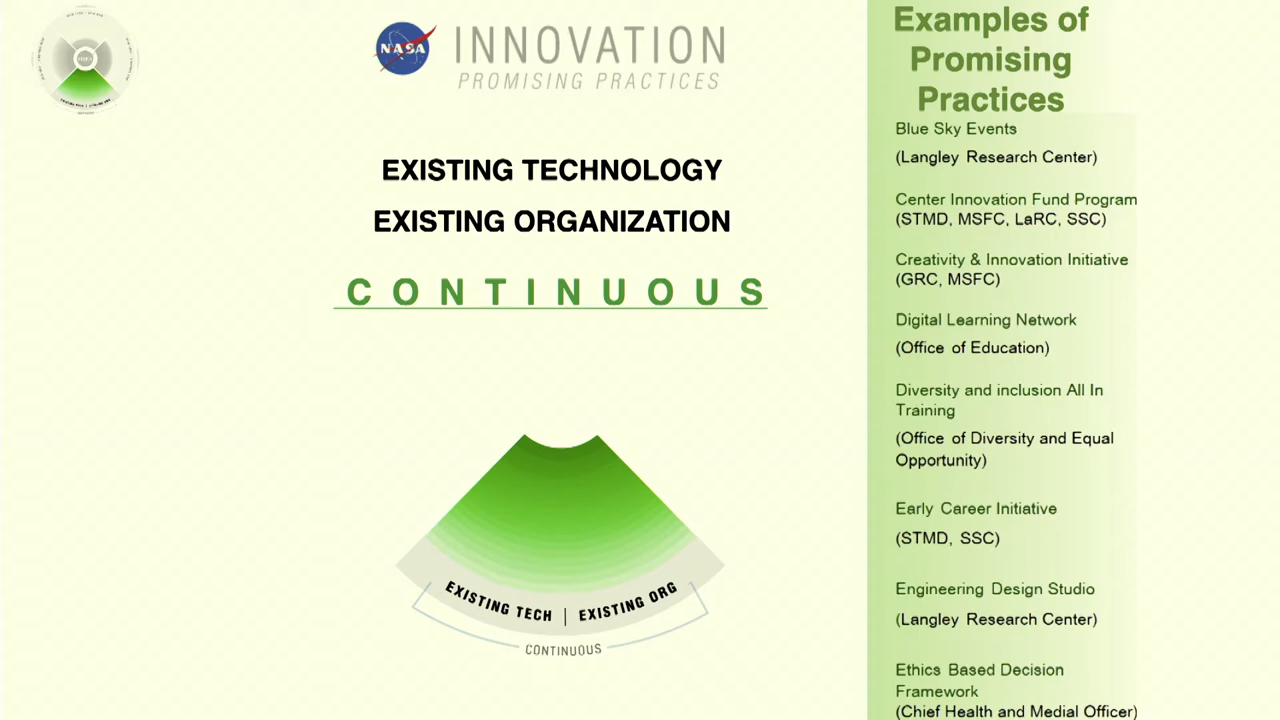 NASA
INNOVATION
PROMISING PRACTICES
EXISTING TECHNOLOGY
EXISTING ORGANIZATION
CONTINUOUS
EXISTING TECH | EXISTING ORG
CONTINUOUS
Examples of
Promising
Practices
Blue Sky Events
(Langley Research Center)
Center Innovation Fund Program
(STMD, MSFC, LaRC, SSC)
Creativity & Innovation Initiative
(GRC, MSFC)
Digital Learning Network
(Office of Education)
Diversity and inclusion All In
Training
(Office of Diversity and Equal
Opportunity)
Early Career Initiative
(STMD, SSC)
Engineering Design Studio
(Langley Research Center)
Ethics Based Decision
Framework
(Chief Health and Medial Officer)